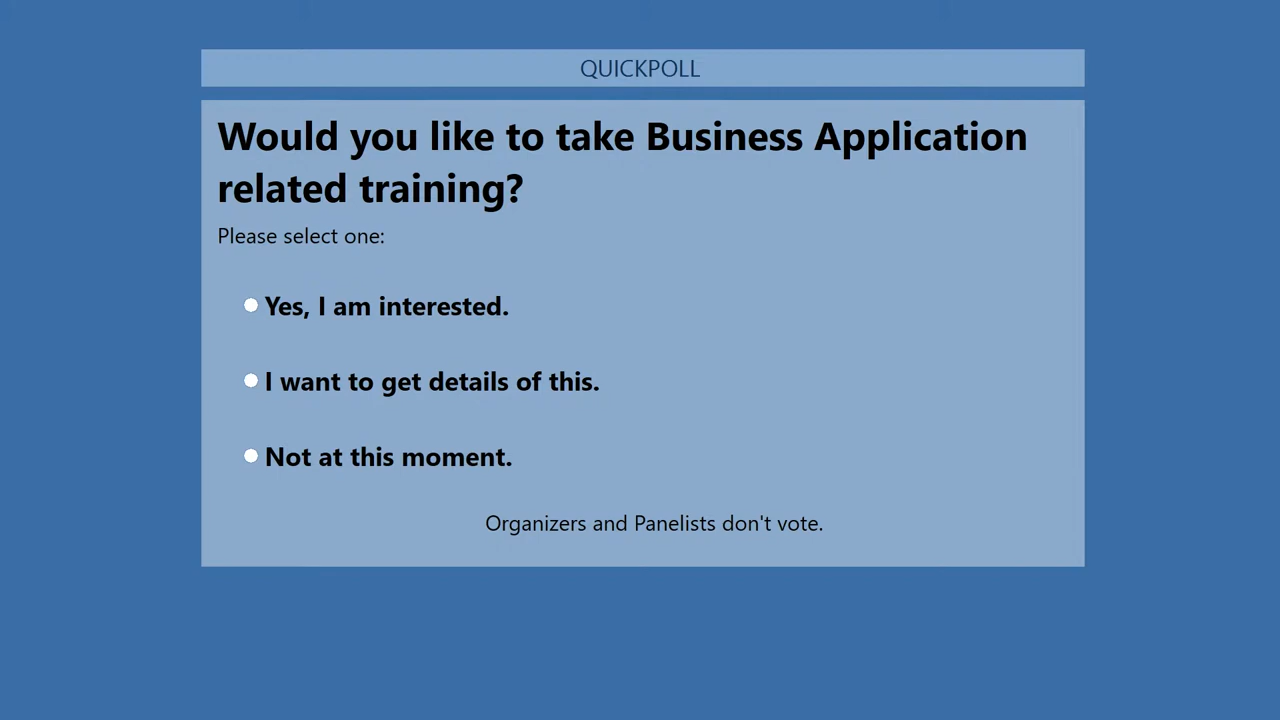 QUICKPOLL
Would you like to take Business Application
related training?
Please select one:
Yes, I am interested.
I want to get details of this.
Not at this moment.
Organizers and Panelists don't vote.